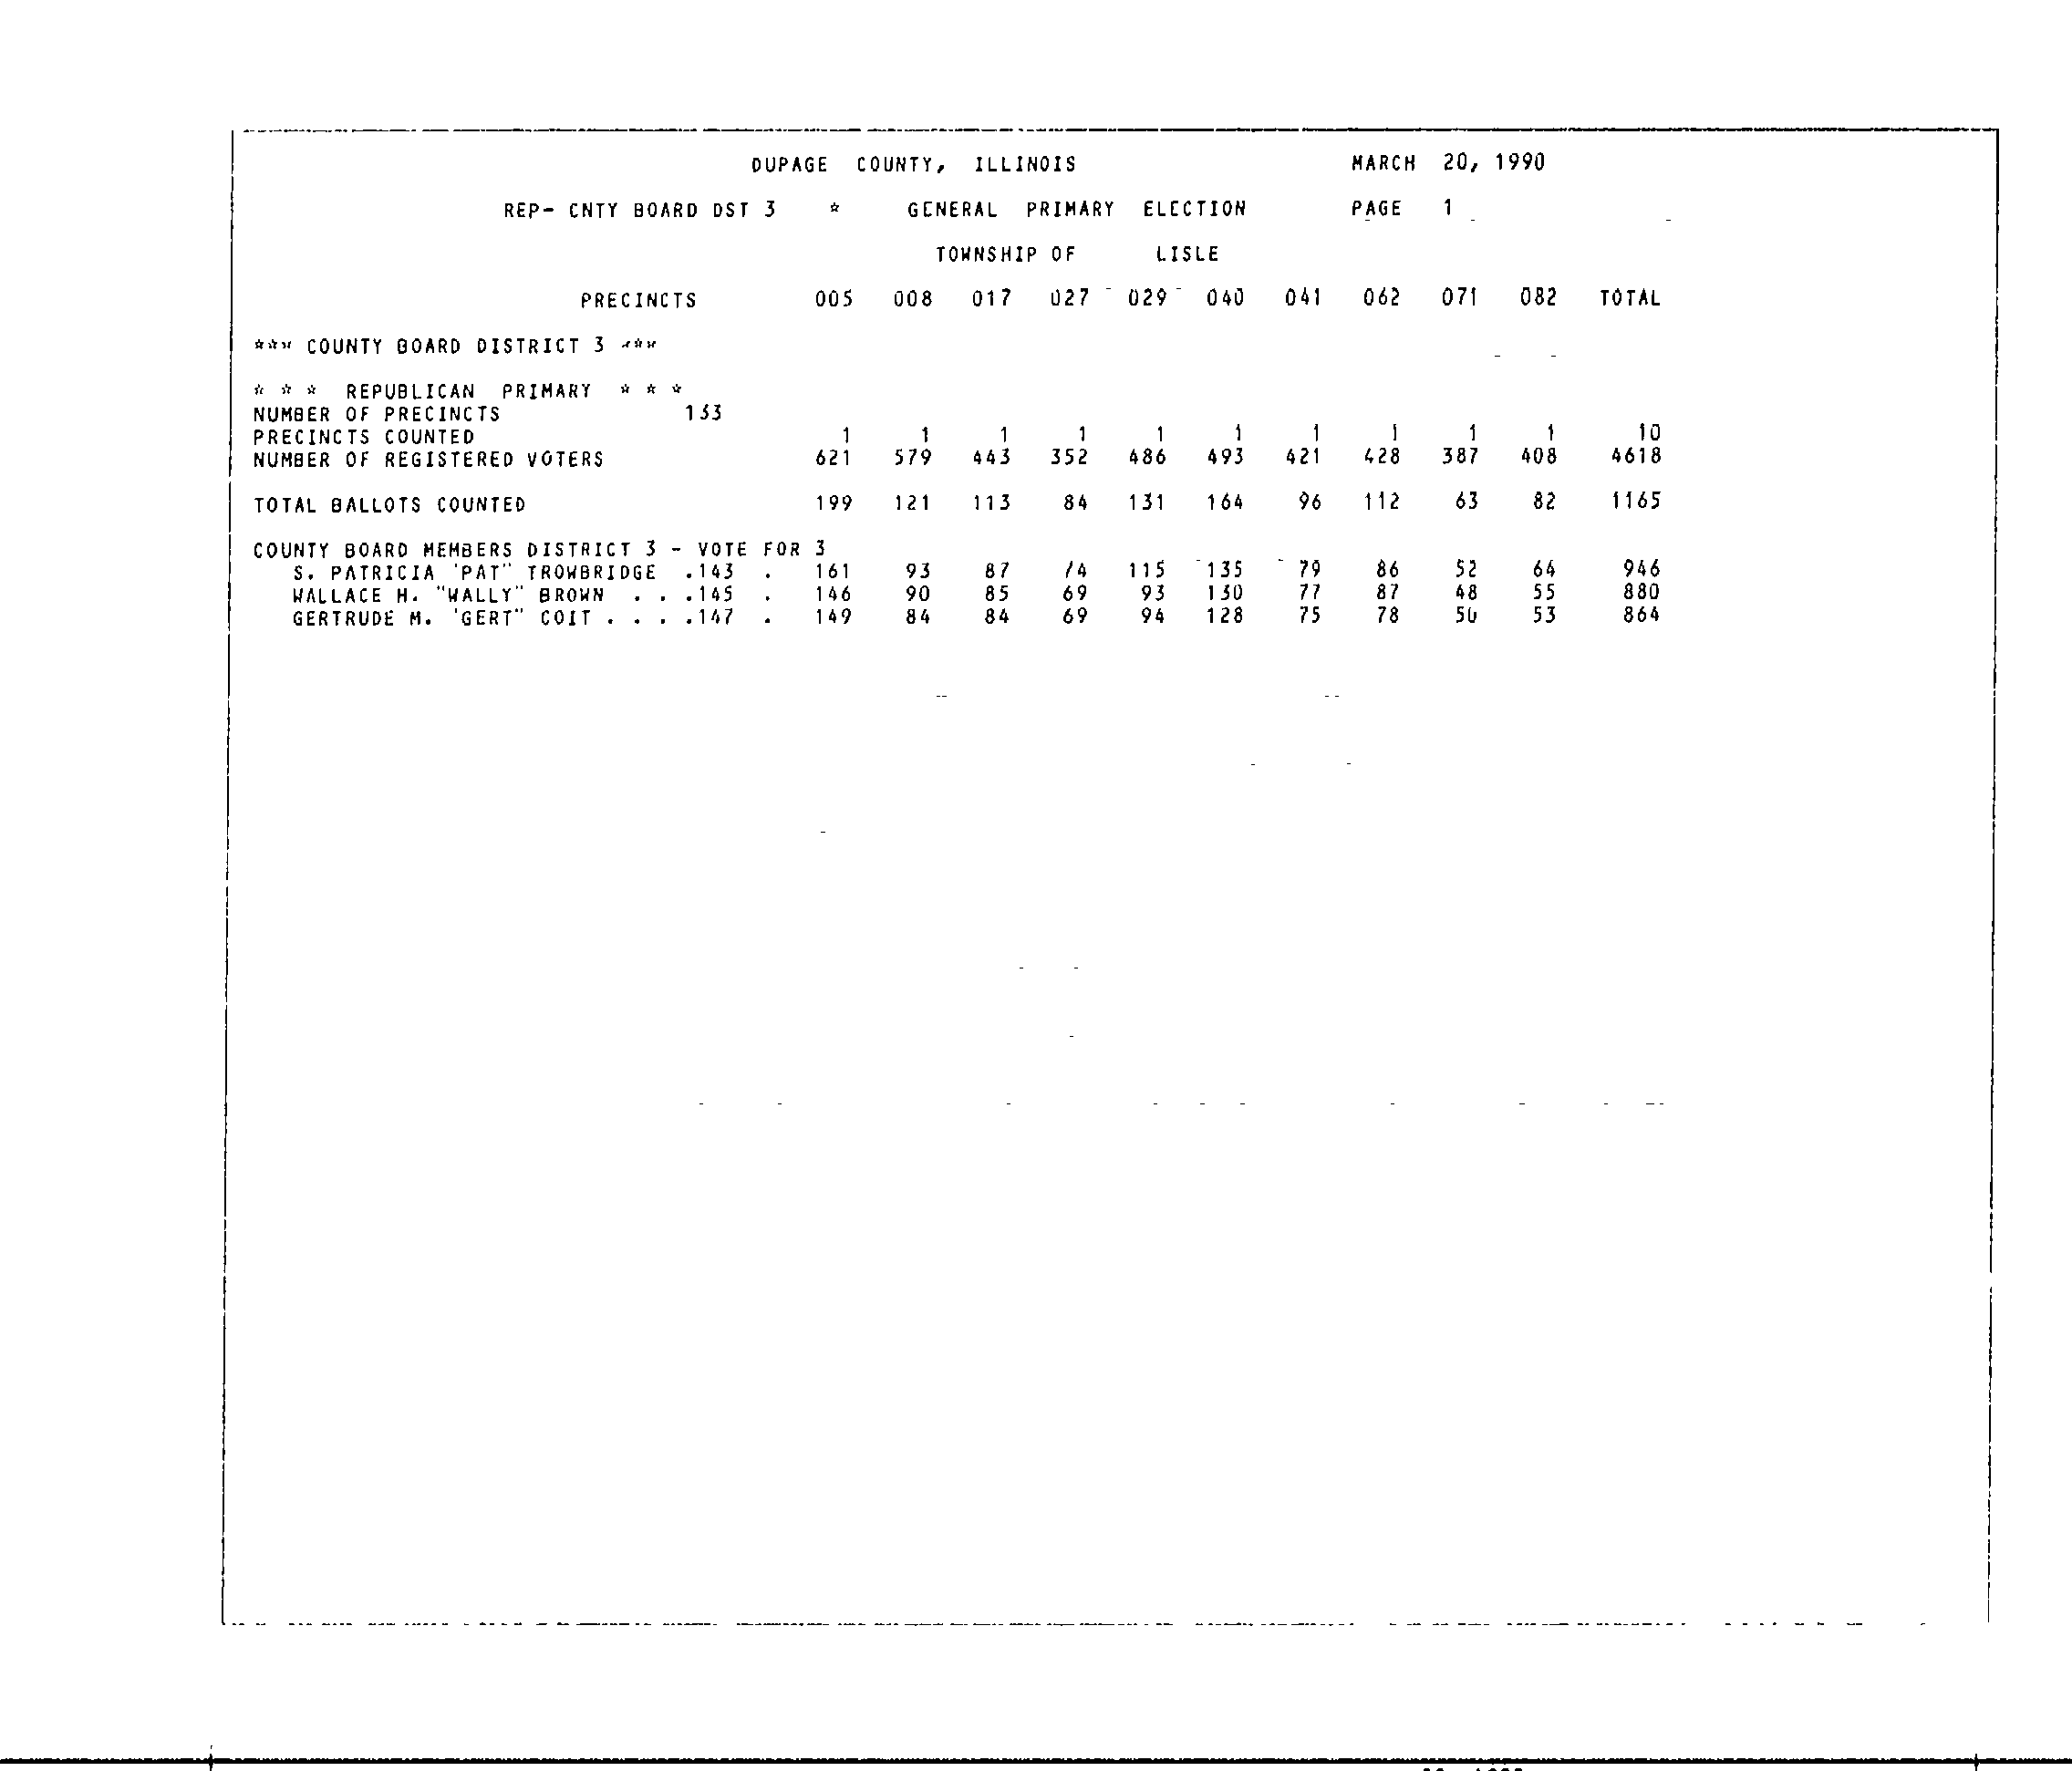 DUPAGE COUNTY, ILLINOIS MARCH 20, 1990
REP- CNTY BOARD DST 3 * GENERAL PRIMARY ELECTION PAGE 1
TOWNSHIP OF LISLE
PRECINCTS 005 008 017 027 029 040 041 062 071 082 TOTAL
*** COUNTY BOARD DISTRICT 3 ***
* * * REPUBLICAN PRIMARY * * *
NUMBER OF PRECINCTS 133
PRECINCTS COUNTED 1 1 1 1 1 1 1 1 1 1 10
NUMBER OF REGISTERED VOTERS 621 579 443 352 486 493 421 428 387 408 4618
TOTAL BALLOTS COUNTED 199 121 113 84 131 164 96 112 63 82 1165
COUNTY BOARD MEMBERS DISTRICT 3 - VOTE FOR 3
S. PATRICIA "PAT" TROWBRIDGE .143 . 161 93 87 74 115 135 79 86 52 64 946
WALLACE H. "WALLY" BROWN . . .145 . 146 90 85 69 93 130 77 87 48 55 880
GERTRUDE M. "GERT" COIT . . . .147 . 149 84 84 69 94 128 75 78 50 53 864